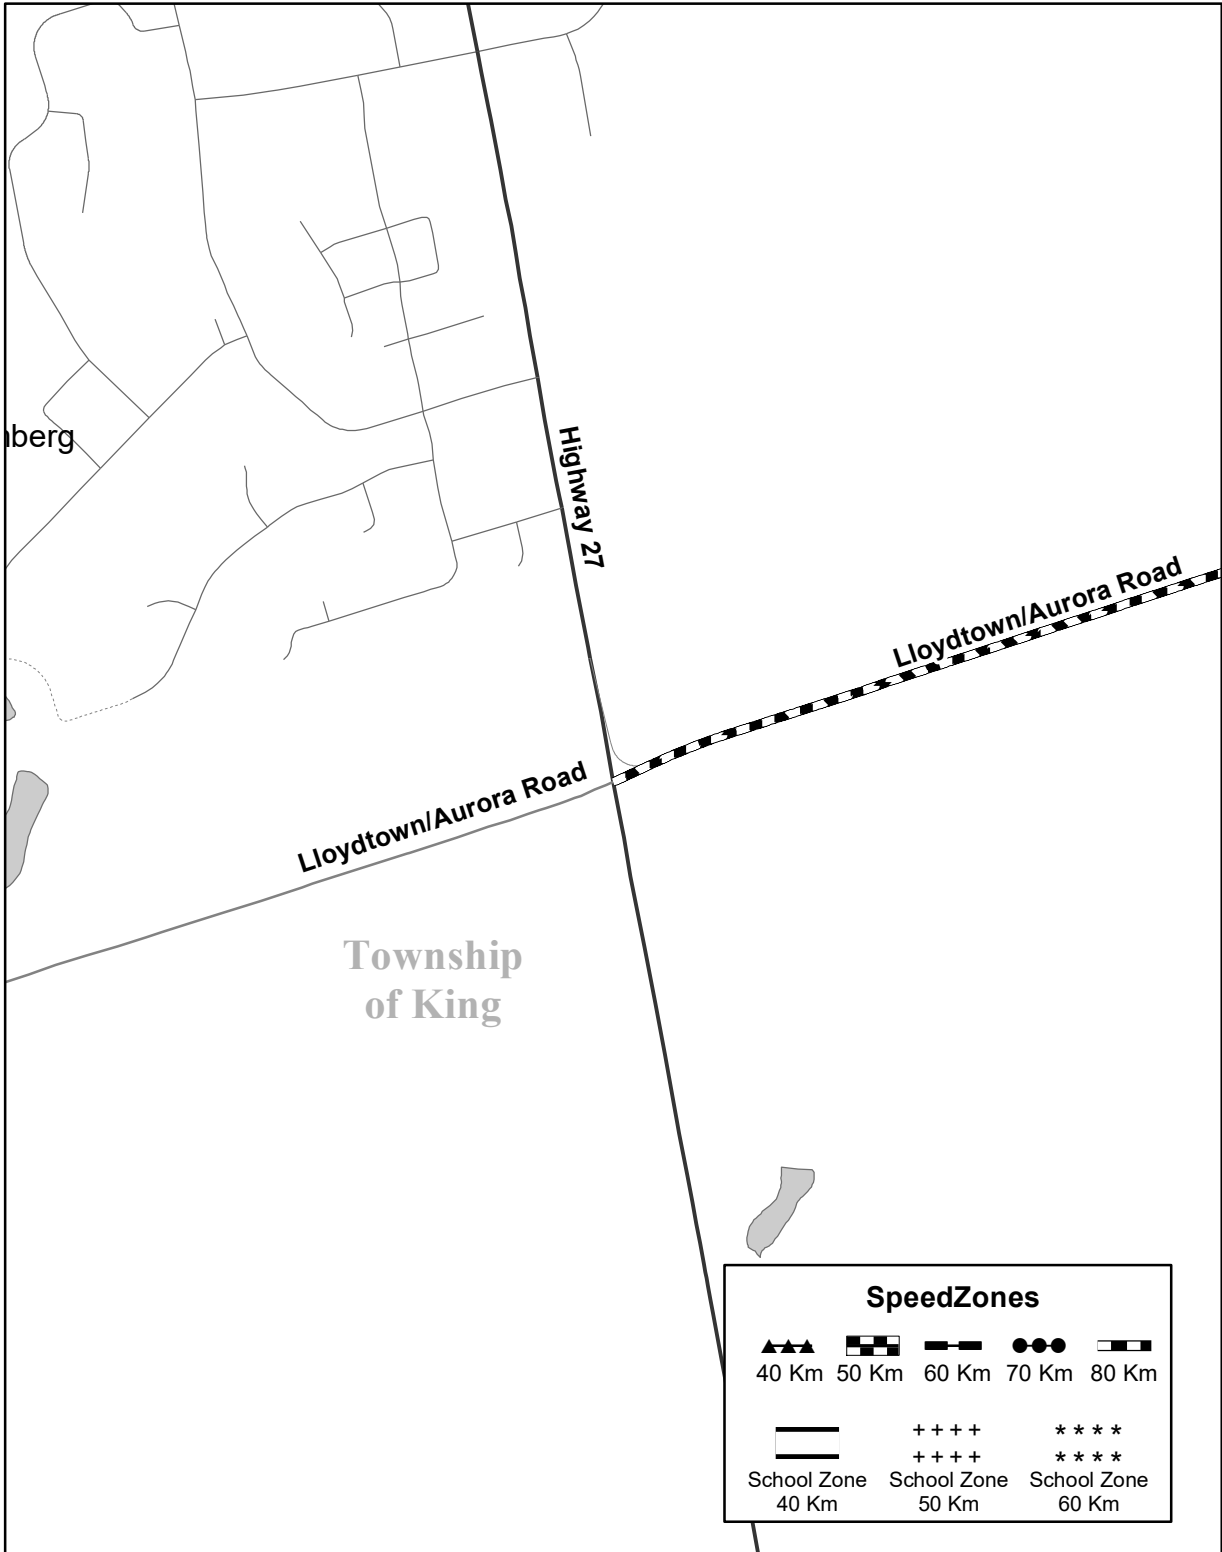 nberg
Highway 27
Lloydtown/Aurora Road
Lloydtown/Aurora Road
Township
of King
SpeedZones
40 Km 50 Km 60 Km 70 Km 80 Km
School Zone School Zone School Zone
40 Km 50 Km 60 Km